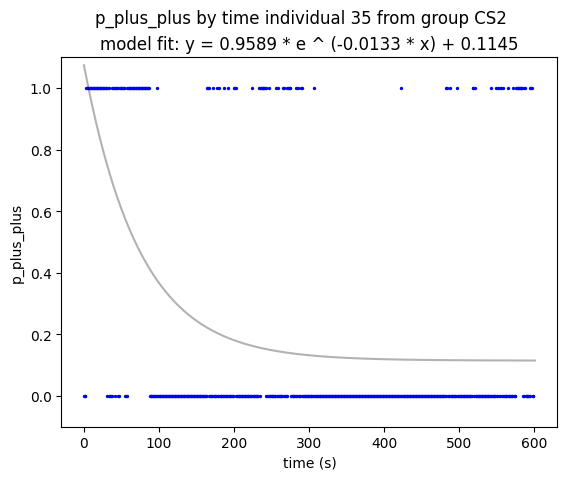 p_plus_plus by time individual 35 from group CS2
model fit: y = 0.9589 * e ^ (-0.0133 * x) + 0.1145
1.0
0.8
0.6
0.4
0.2
0.0
p_plus_plus
0 100 200 300 400 500 600
time (s)